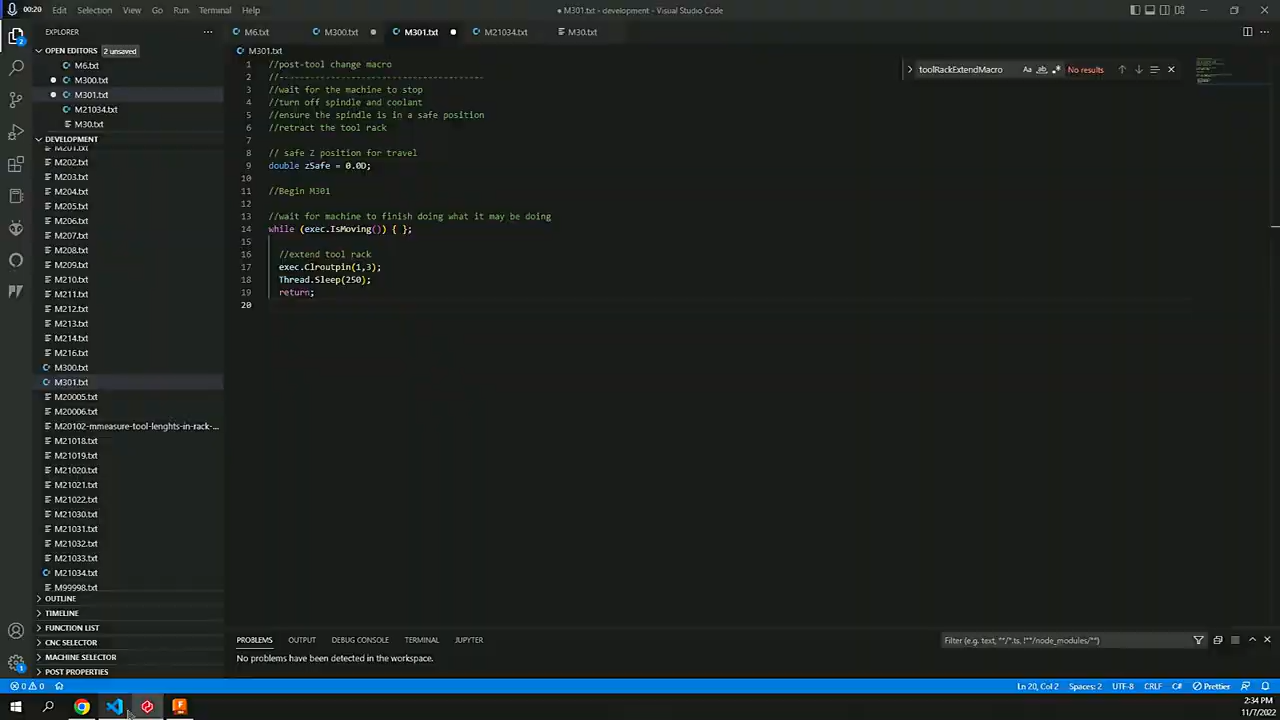 00:20 Edit Selection View Go Run Terminal Help
● M301.txt - development - Visual Studio Code
EXPLORER
OPEN EDITORS 2 unsaved
M6.txt
M300.txt
M301.txt
M21034.txt
M30.txt
DEVELOPMENT
M201.txt
M202.txt
M203.txt
M204.txt
M205.txt
M206.txt
M207.txt
M208.txt
M209.txt
M210.txt
M211.txt
M212.txt
M213.txt
M214.txt
M216.txt
M300.txt
M301.txt
M20005.txt
M20006.txt
M20102-mmeasure-tool-lenghts-in-rack-...
M21018.txt
M21019.txt
M21020.txt
M21021.txt
M21022.txt
M21030.txt
M21031.txt
M21032.txt
M21033.txt
M21034.txt
M99998.txt
OUTLINE
TIMELINE
FUNCTION LIST
CNC SELECTOR
MACHINE SELECTOR
POST PROPERTIES
M6.txt M300.txt M301.txt M21034.txt M30.txt
M301.txt
toolRackExtendMacro Aa ab .* No results
1 //post-tool change macro
2 //---------------------------------------
3 //wait for the machine to stop
4 //turn off spindle and coolant
5 //ensure the spindle is in a safe position
6 //retract the tool rack
7
8 // safe Z position for travel
9 double zSafe = 0.0D;
10
11 //Begin M301
12
13 //wait for machine to finish doing what it may be doing
14 while (exec.IsMoving()) { };
15
16 //extend tool rack
17 exec.Clroutpin(1,3);
18 Thread.Sleep(250);
19 return;
20
PROBLEMS OUTPUT DEBUG CONSOLE TERMINAL JUPYTER
Filter (e.g. text, **/*.ts, !**/node_modules/**)
No problems have been detected in the workspace.
0 0
Ln 20, Col 2 Spaces: 2 UTF-8 CRLF C# Prettier
2:34 PM
11/7/2022